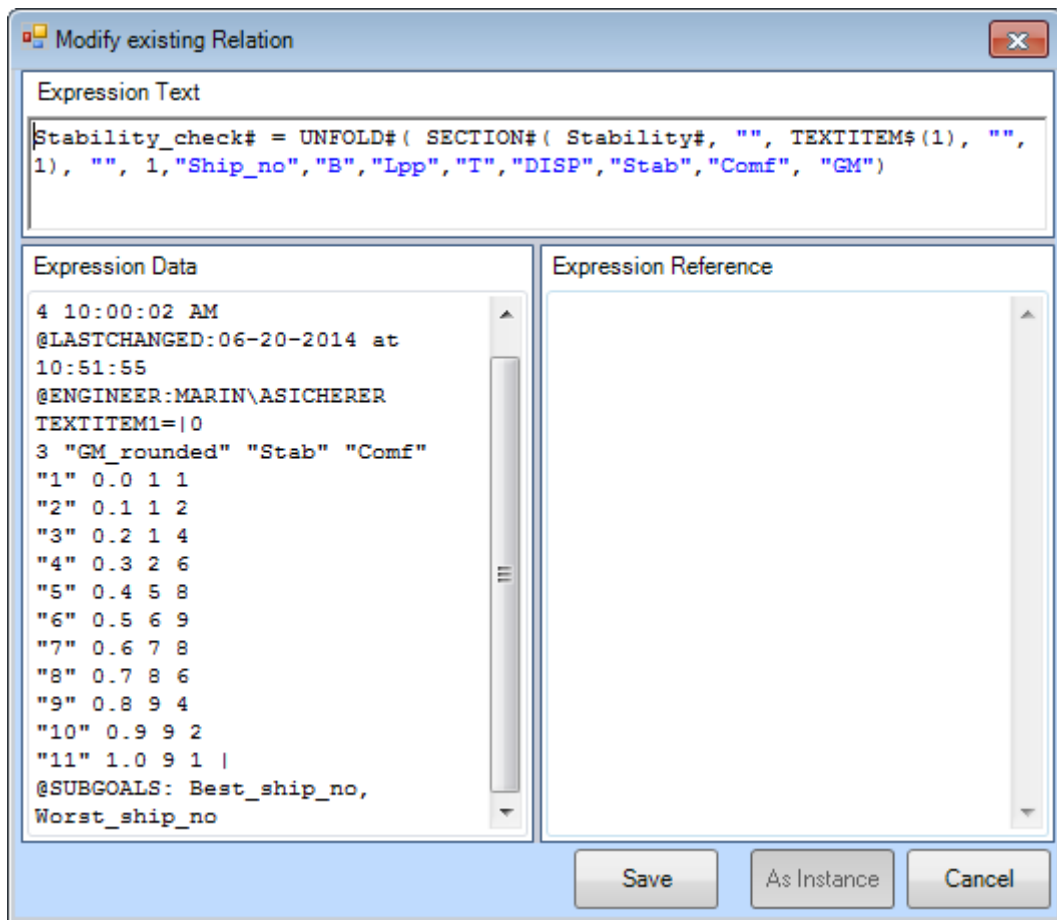 Modify existing Relation
Expression Text
Stability_check# = UNFOLD#( SECTION#( Stability#, "", TEXTITEM$(1), "",
1), "", 1,"Ship_no","B","Lpp","T","DISP","Stab","Comf", "GM")
Expression Data
4 10:00:02 AM
@LASTCHANGED:06-20-2014 at
10:51:55
@ENGINEER:MARIN\ASICHERER
TEXTITEM1=|0
3 "GM_rounded" "Stab" "Comf"
"1" 0.0 1 1
"2" 0.1 1 2
"3" 0.2 1 4
"4" 0.3 2 6
"5" 0.4 5 8
"6" 0.5 6 9
"7" 0.6 7 8
"8" 0.7 8 6
"9" 0.8 9 4
"10" 0.9 9 2
"11" 1.0 9 1 |
@SUBGOALS: Best_ship_no,
Worst_ship_no
Expression Reference
Save
As Instance
Cancel